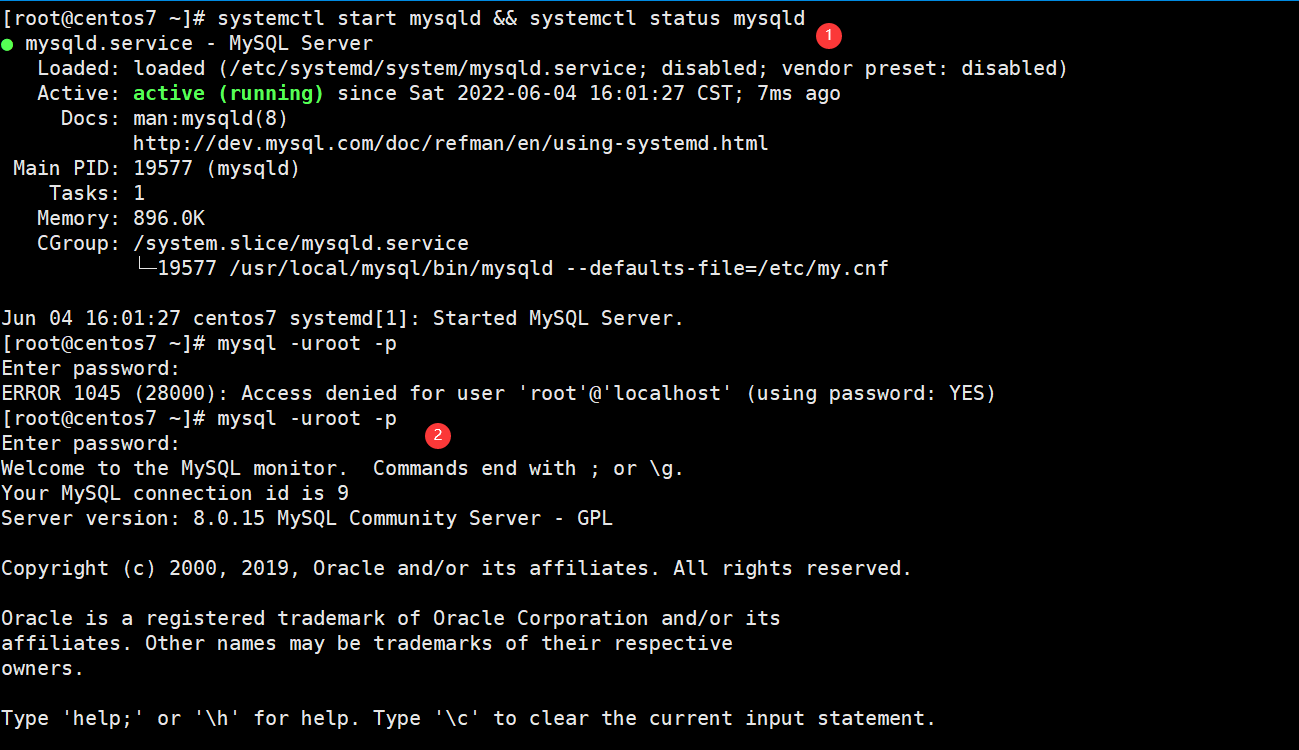 [root@centos7 ~]# systemctl start mysqld && systemctl status mysqld
1
● mysqld.service - MySQL Server
   Loaded: loaded (/etc/systemd/system/mysqld.service; disabled; vendor preset: disabled)
   Active: active (running) since Sat 2022-06-04 16:01:27 CST; 7ms ago
     Docs: man:mysqld(8)
           http://dev.mysql.com/doc/refman/en/using-systemd.html
 Main PID: 19577 (mysqld)
    Tasks: 1
   Memory: 896.0K
   CGroup: /system.slice/mysqld.service
           └─19577 /usr/local/mysql/bin/mysqld --defaults-file=/etc/my.cnf
Jun 04 16:01:27 centos7 systemd[1]: Started MySQL Server.
[root@centos7 ~]# mysql -uroot -p
Enter password:
ERROR 1045 (28000): Access denied for user 'root'@'localhost' (using password: YES)
[root@centos7 ~]# mysql -uroot -p
2
Enter password:
Welcome to the MySQL monitor.  Commands end with ; or \g.
Your MySQL connection id is 9
Server version: 8.0.15 MySQL Community Server - GPL
Copyright (c) 2000, 2019, Oracle and/or its affiliates. All rights reserved.
Oracle is a registered trademark of Oracle Corporation and/or its
affiliates. Other names may be trademarks of their respective
owners.
Type 'help;' or '\h' for help. Type '\c' to clear the current input statement.